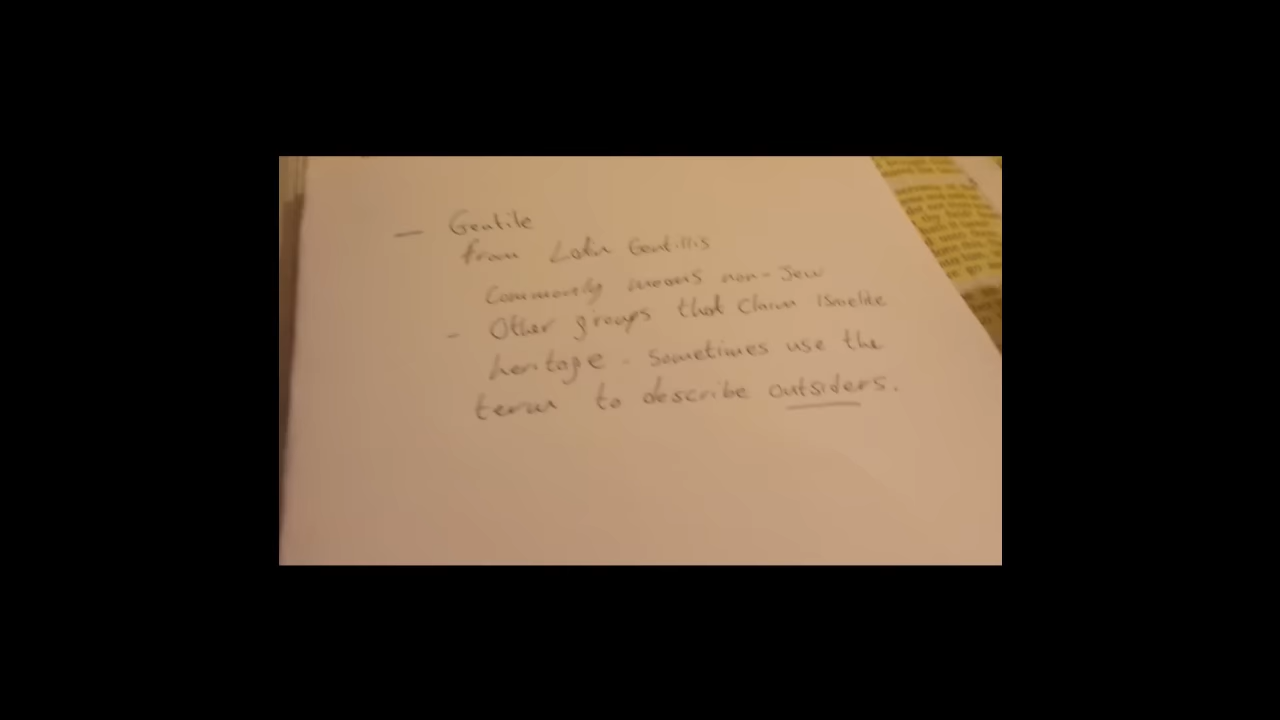 — Gentile
from Latin Gentillis
Commonly means non-Jew
- Other groups that Claim ISraelite
heritage - Sometimes use the
term to describe outsiders.